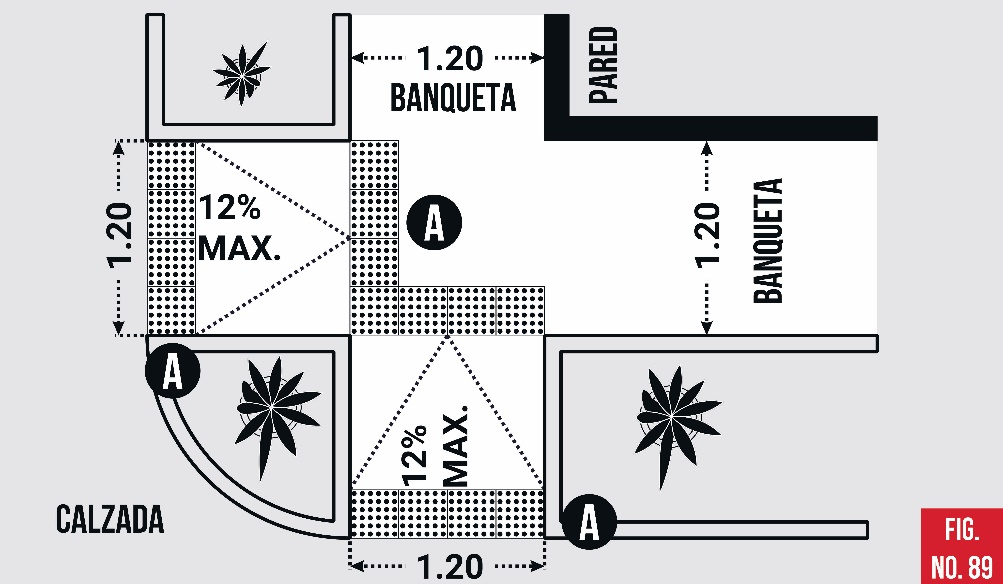 1.20
BANQUETA
PARED
1.20
12%
MAX.
A
1.20
BANQUETA
A
12%
MAX.
CALZADA
A
1.20
FIG.
NO. 89